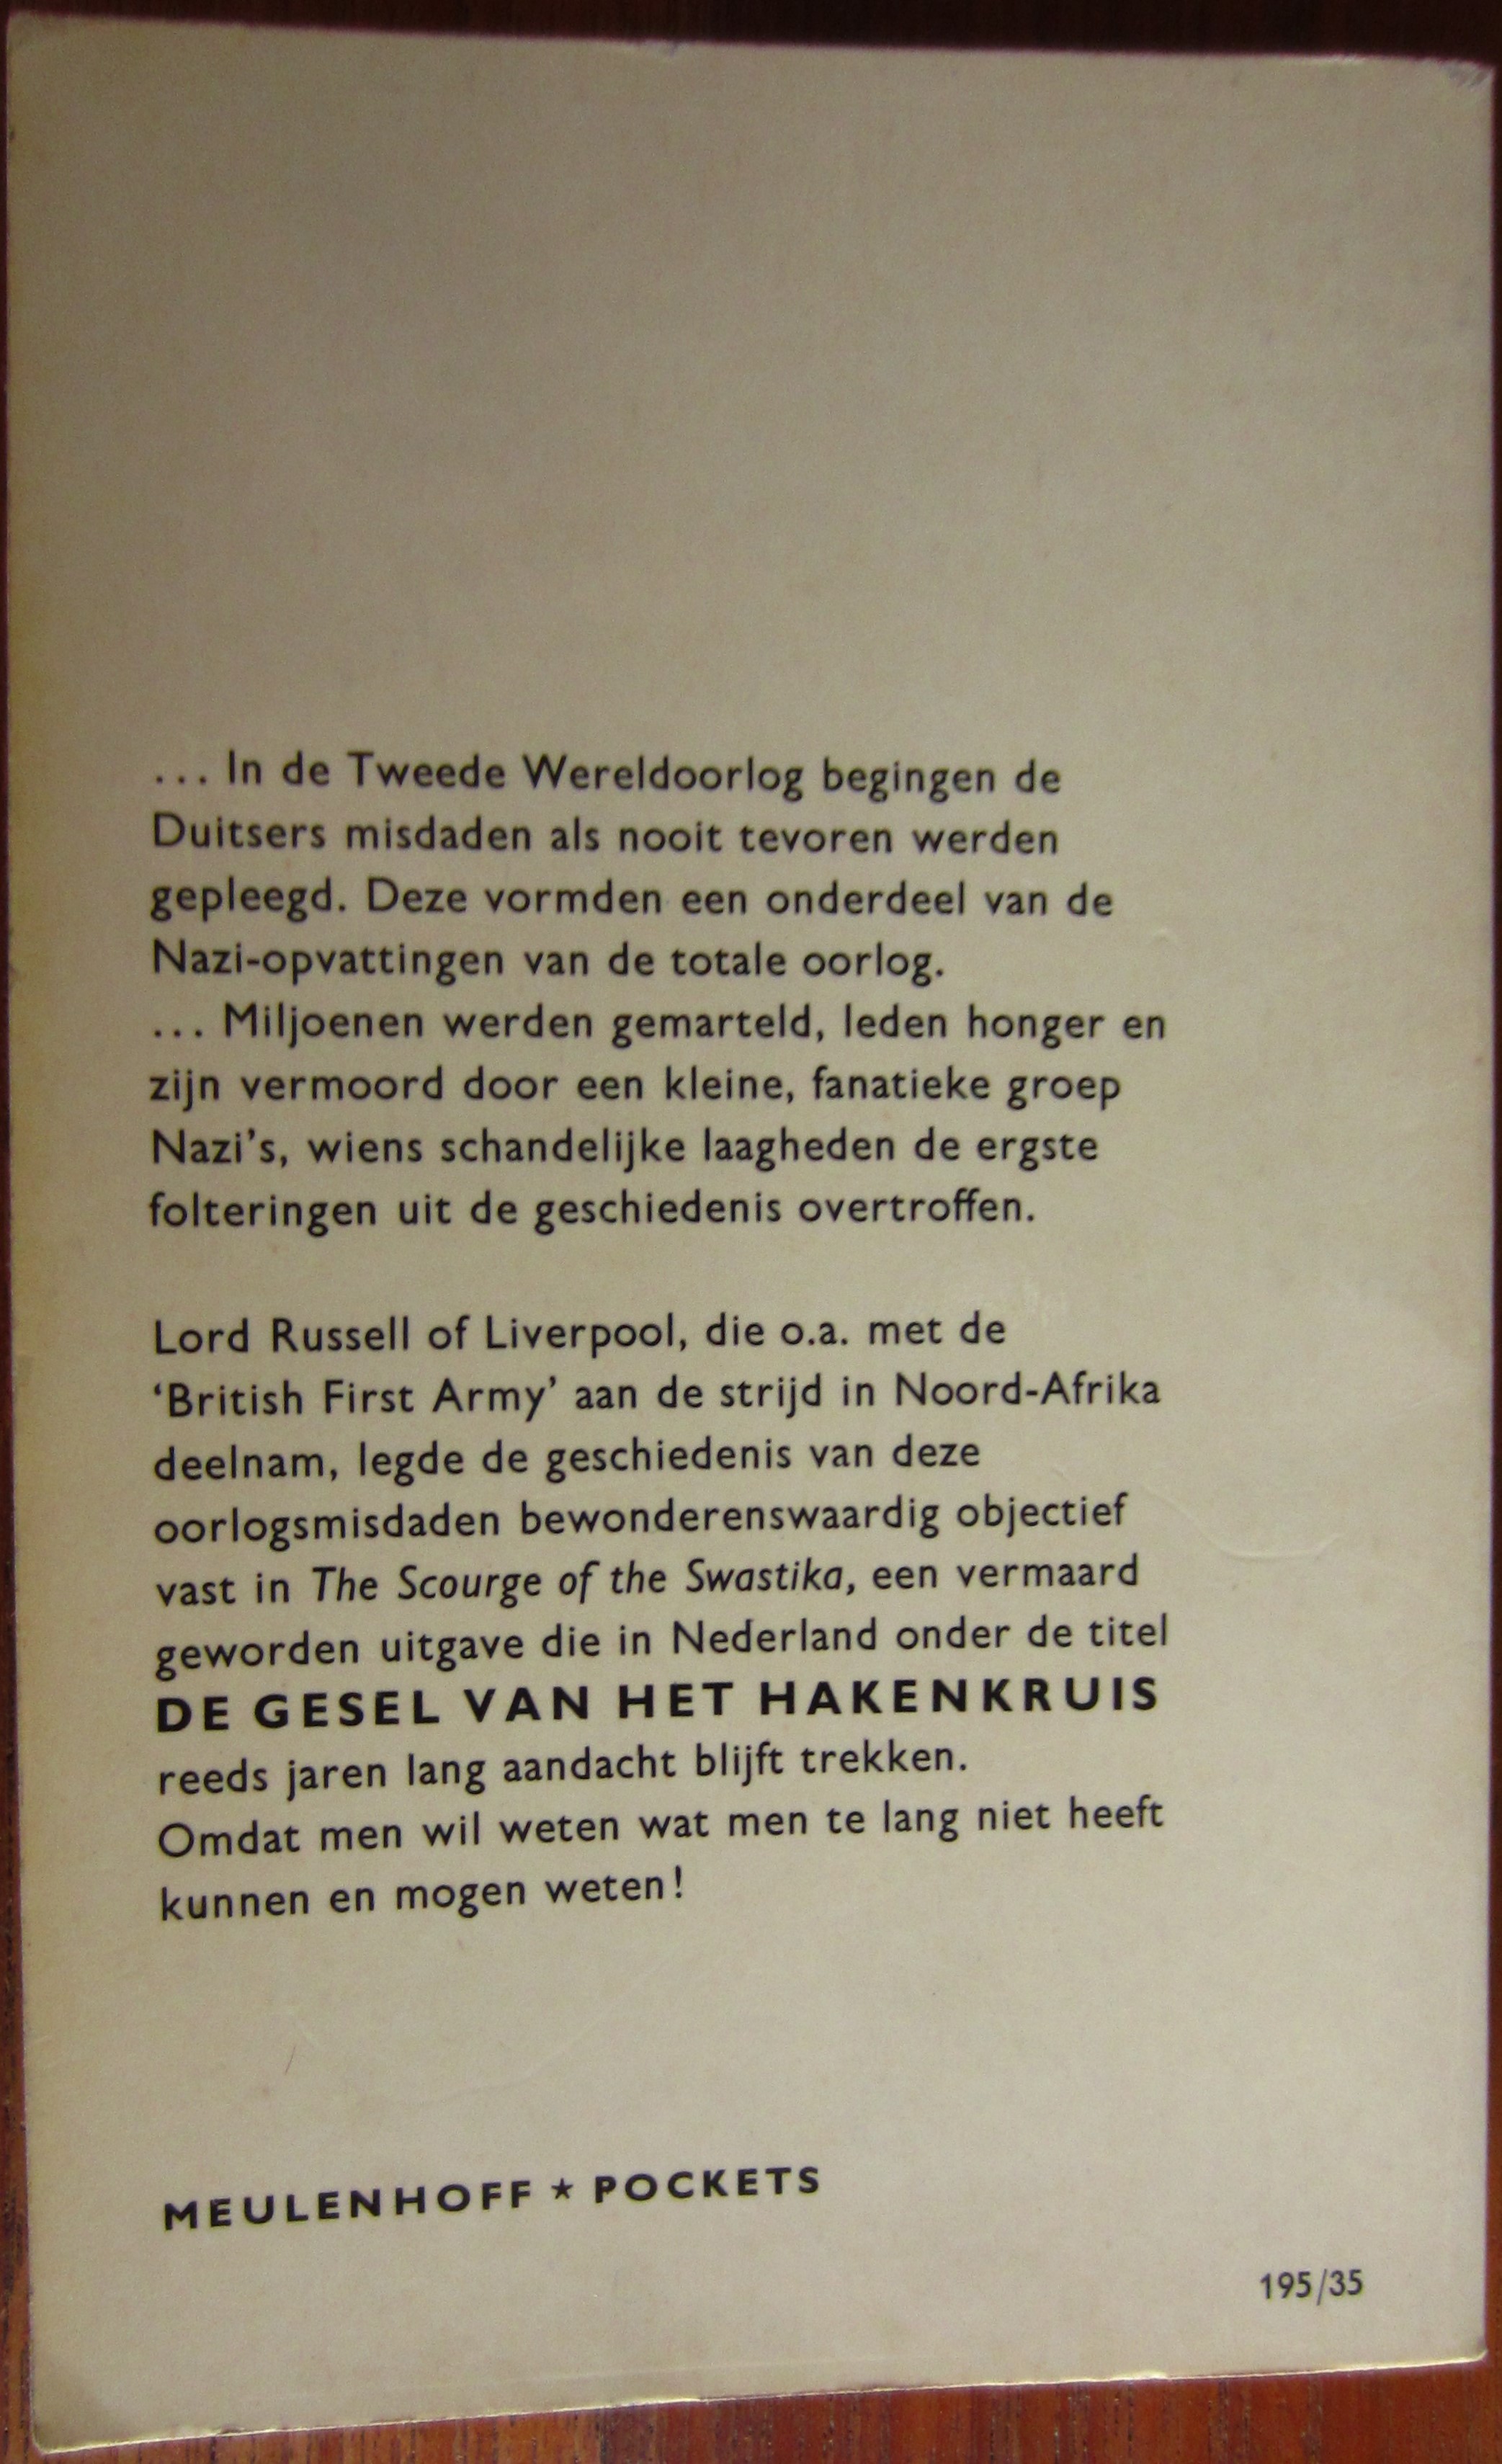 ... In de Tweede Wereldoorlog begingen de
Duitsers misdaden als nooit tevoren werden
gepleegd. Deze vormden een onderdeel van de
Nazi-opvattingen van de totale oorlog.
... Miljoenen werden gemarteld, leden honger en
zijn vermoord door een kleine, fanatieke groep
Nazi's, wiens schandelijke laagheden de ergste
folteringen uit de geschiedenis overtroffen.
Lord Russell of Liverpool, die o.a. met de
'British First Army' aan de strijd in Noord-Afrika
deelnam, legde de geschiedenis van deze
oorlogsmisdaden bewonderenswaardig objectief
vast in The Scourge of the Swastika, een vermaard
geworden uitgave die in Nederland onder de titel
DE GESEL VAN HET HAKENKRUIS
reeds jaren lang aandacht blijft trekken.
Omdat men wil weten wat men te lang niet heeft
kunnen en mogen weten!
MEULENHOFF ★ POCKETS
195/35